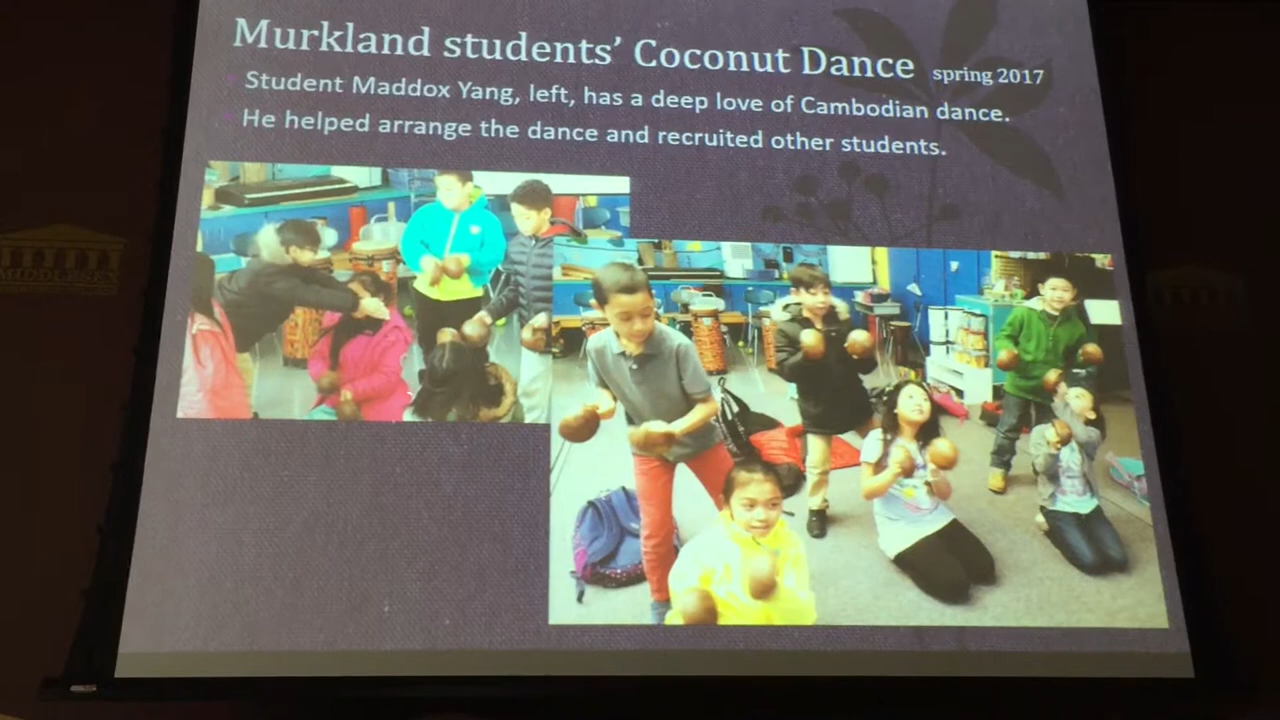 Murkland students' Coconut Dance spring 2017
Student Maddox Yang, left, has a deep love of Cambodian dance.
He helped arrange the dance and recruited other students.
MIDDLESEX